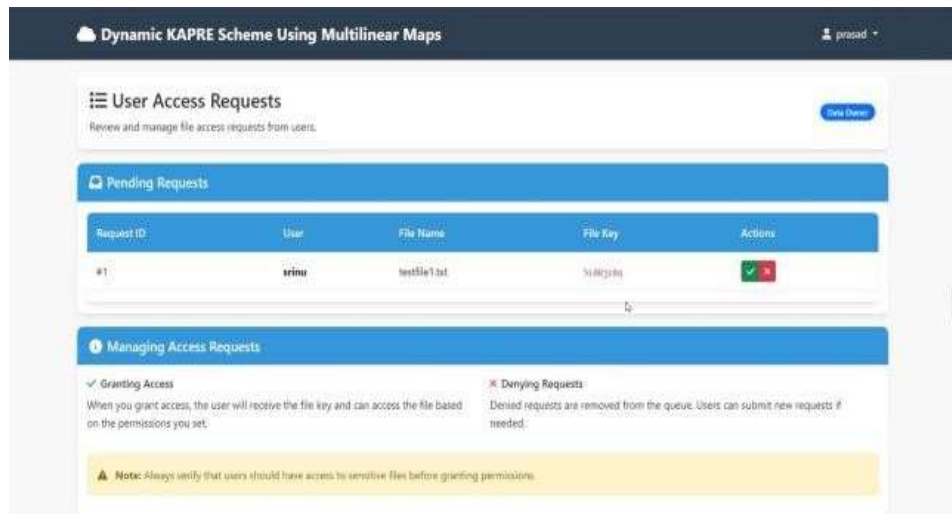 Dynamic KAPRE Scheme Using Multilinear Maps
prasad
User Access Requests
Review and manage file access requests from users.
Data Owner
Pending Requests
Request ID User File Name File Key Actions
#1 srinu testfile1.txt
Managing Access Requests
Granting Access
When you grant access, the user will receive the file key and can access the file based
on the permissions you set.
Denying Requests
Denied requests are removed from the queue. Users can submit new requests if
needed.
Note: Always verify that users should have access to sensitive files before granting permissions.